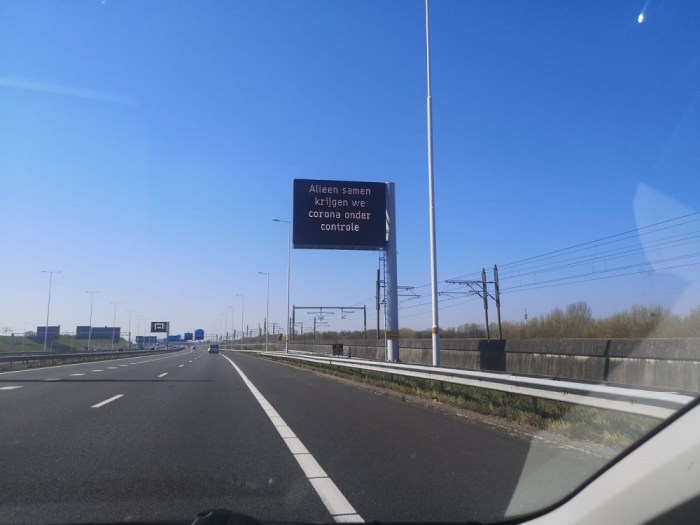 Alleen samen
krijgen we
corona onder
controle